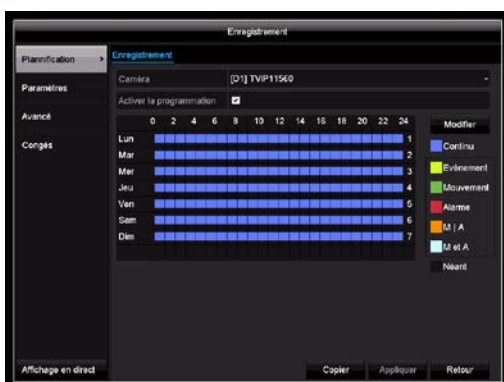 Enregistrement
Plannification
Enregistrement
Paramètres
Caméra [D1] TVIP11560
Activer la programmation
Avancé
0 2 4 6 8 10 12 14 16 18 20 22 24
Modifier
Congés
Lun 1
Continu
Mar 2
Mer 3
Evènement
Jeu 4
Mouvement
Ven 5
Alarme
Sam 6
M | A
Dim 7
M et A
Néant
Affichage en direct
Copier
Appliquer
Retour